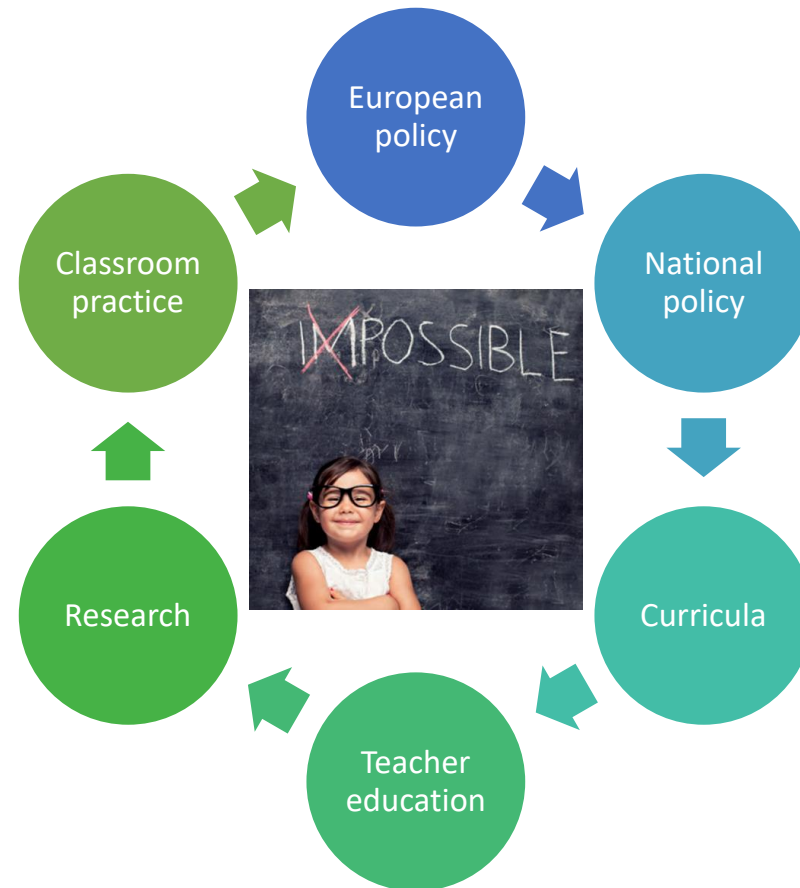 European
policy
National
policy
Curricula
Teacher
education
Research
Classroom
practice
IMPOSSIBLE